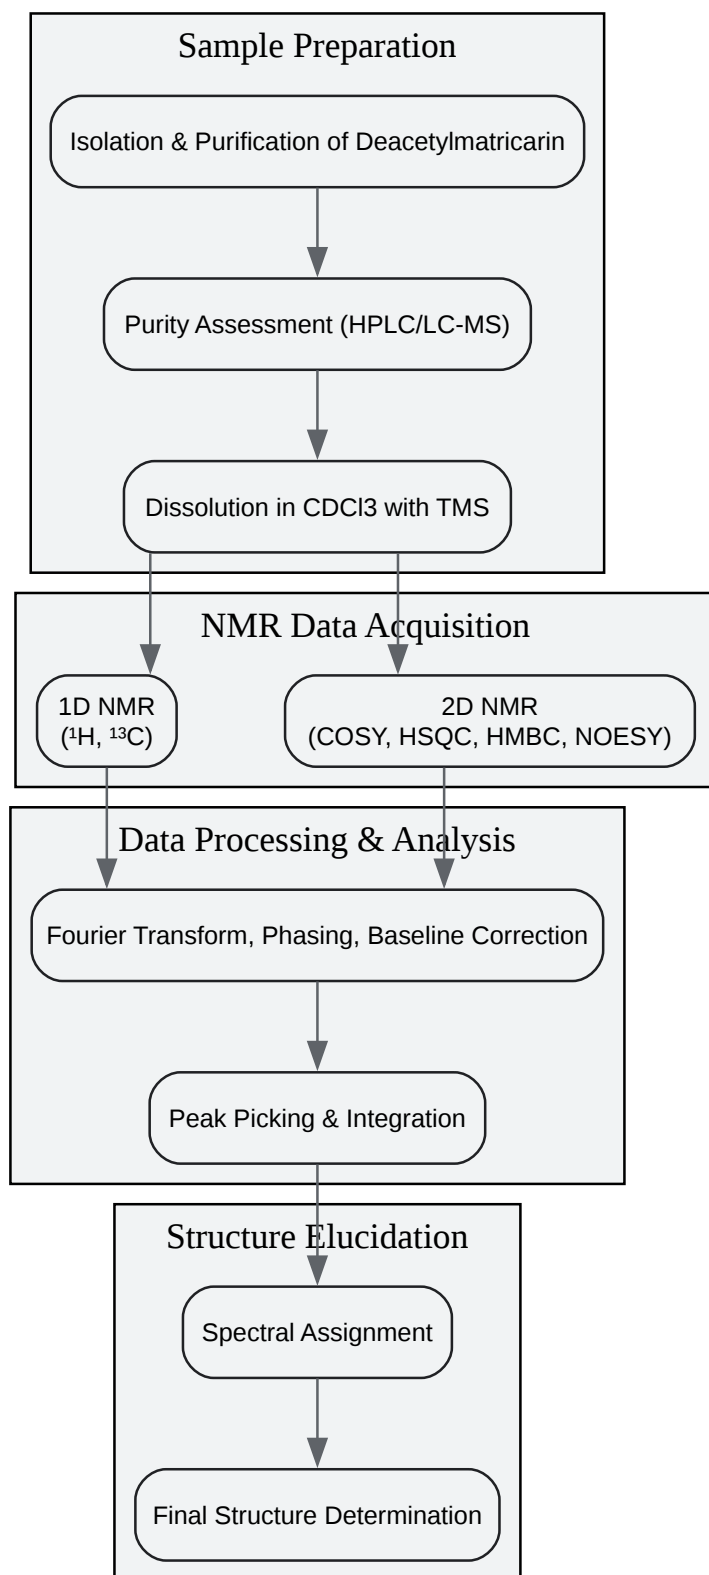 Sample Preparation
Isolation & Purification of Deacetylmatricarin
Purity Assessment (HPLC/LC-MS)
Dissolution in CDCl3 with TMS
NMR Data Acquisition
1D NMR
(¹H, ¹³C)
2D NMR
(COSY, HSQC, HMBC, NOESY)
Data Processing & Analysis
Fourier Transform, Phasing, Baseline Correction
Peak Picking & Integration
Structure Elucidation
Spectral Assignment
Final Structure Determination